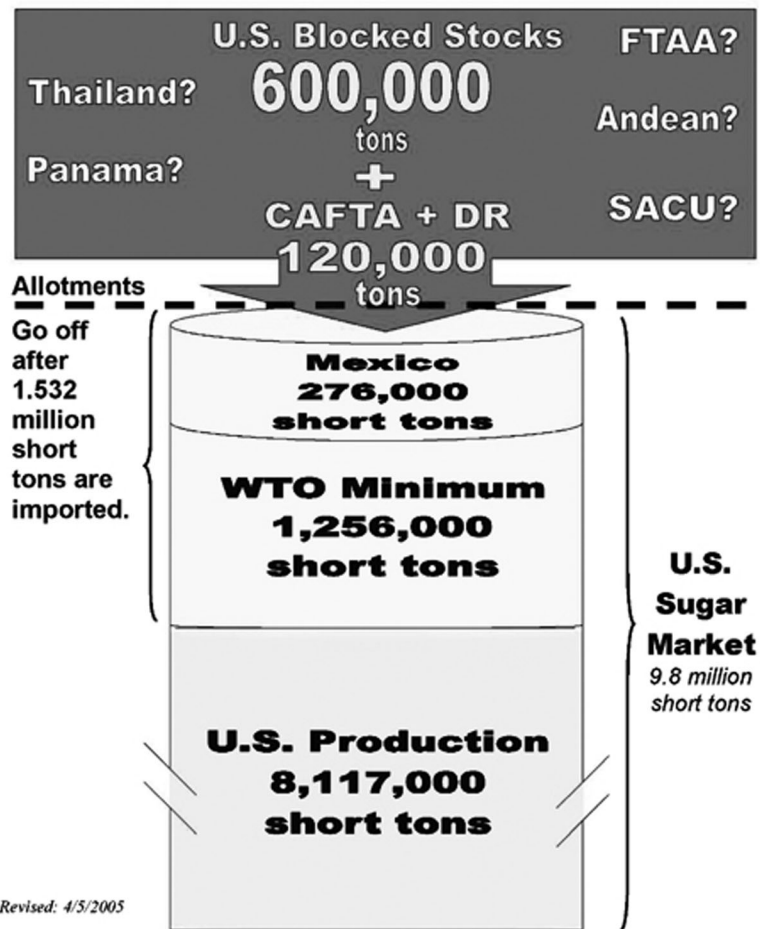 U.S. Blocked Stocks
600,000
tons
+
CAFTA + DR
120,000
tons
Thailand?
Panama?
FTAA?
Andean?
SACU?
Allotments
Go off
after
1.532
million
short
tons are
imported.
Mexico
276,000
short tons
WTO Minimum
1,256,000
short tons
U.S. Production
8,117,000
short tons
U.S.
Sugar
Market
9.8 million
short tons
Revised: 4/5/2005